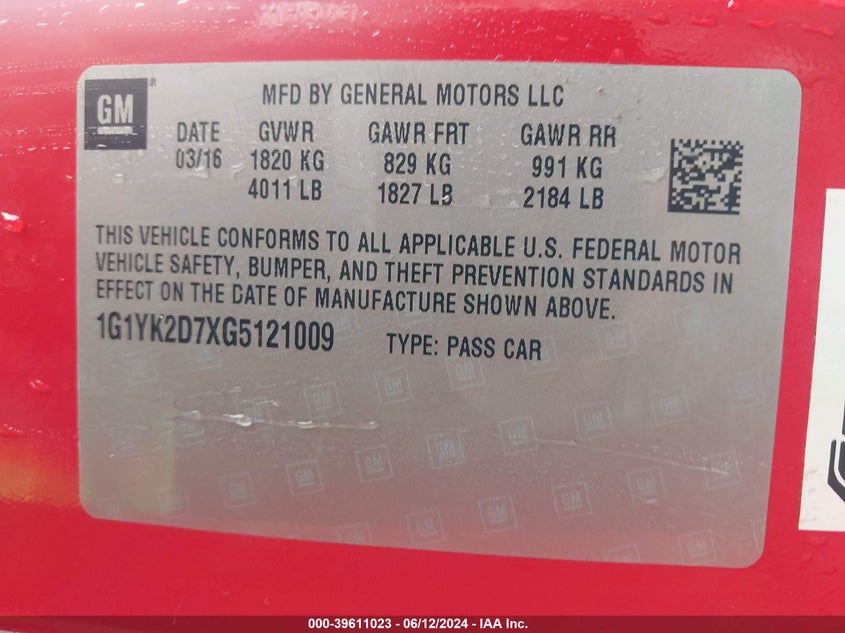 GM ®
MFD BY GENERAL MOTORS LLC
DATE GVWR GAWR FRT GAWR RR
03/16 1820 KG 829 KG 991 KG
4011 LB 1827 LB 2184 LB
THIS VEHICLE CONFORMS TO ALL APPLICABLE U.S. FEDERAL MOTOR
VEHICLE SAFETY, BUMPER, AND THEFT PREVENTION STANDARDS IN
EFFECT ON THE DATE OF MANUFACTURE SHOWN ABOVE.
1G1YK2D7XG5121009 TYPE: PASS CAR
000-39611023 - 06/12/2024 - IAA Inc.